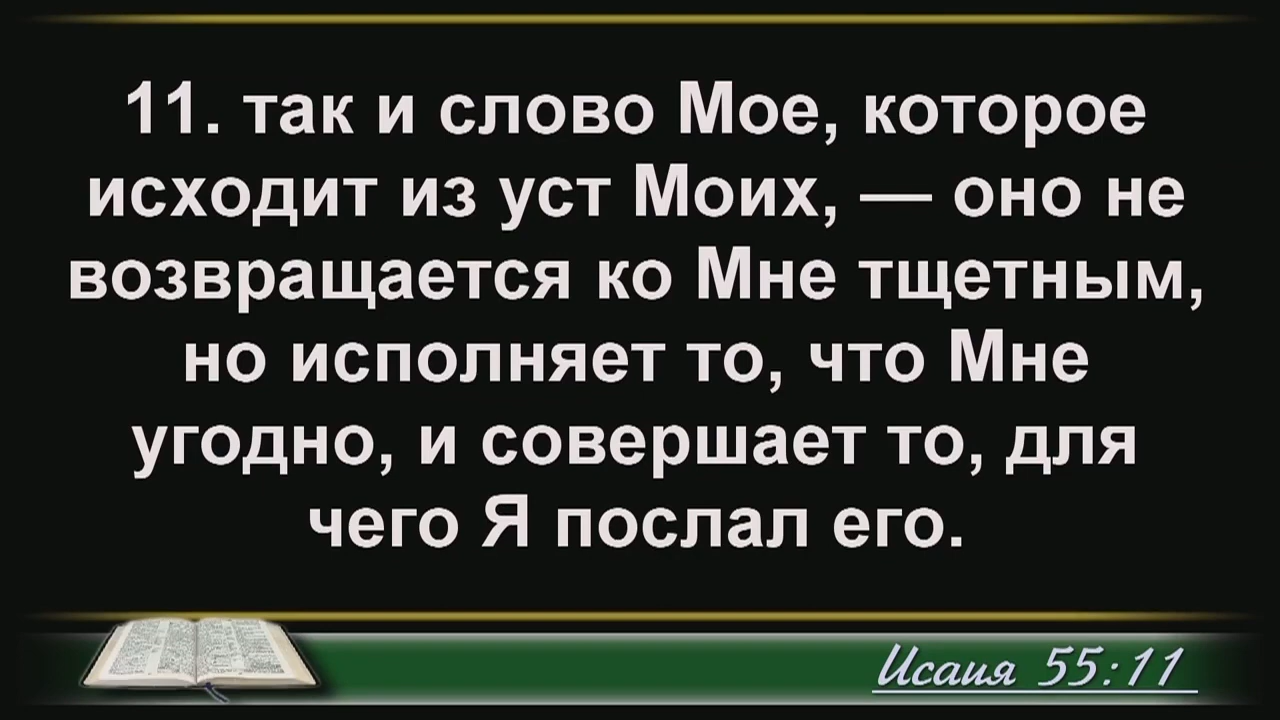 11. так и слово Мое, которое
исходит из уст Моих, — оно не
возвращается ко Мне тщетным,
но исполняет то, что Мне
угодно, и совершает то, для
чего Я послал его.
Исаия 55:11